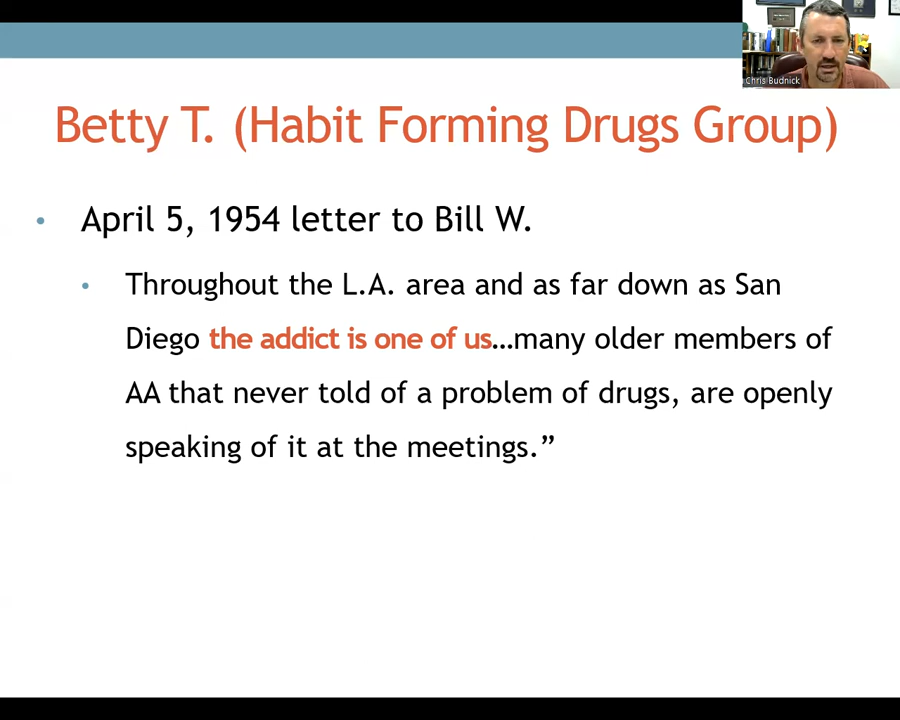 Chris Budnick
Betty T. (Habit Forming Drugs Group)
• April 5, 1954 letter to Bill W.
• Throughout the L.A. area and as far down as San
Diego the addict is one of us…many older members of
AA that never told of a problem of drugs, are openly
speaking of it at the meetings.”